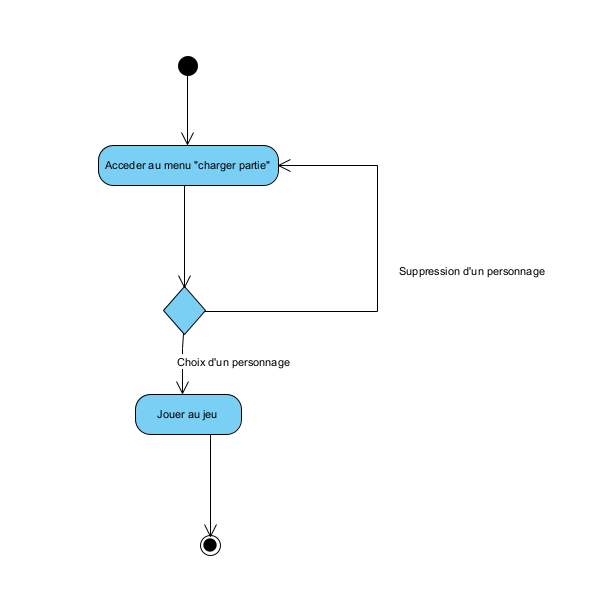 Acceder au menu "charger partie"
Suppression d'un personnage
Choix d'un personnage
Jouer au jeu